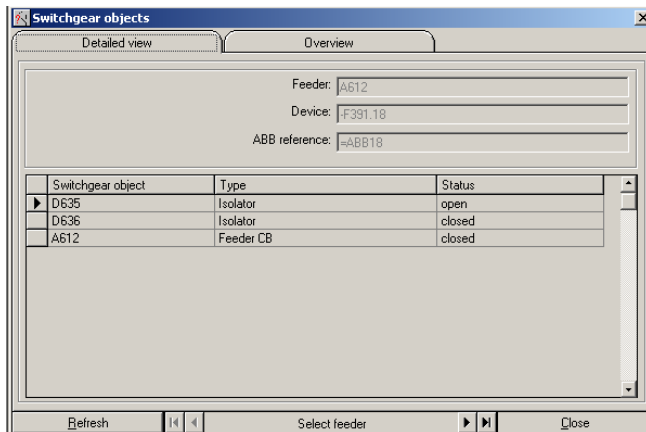 Switchgear objects
Detailed view Overview
Feeder: A612
Device: -F391.18
ABB reference: =ABB18
Switchgear object Type Status
D635 Isolator open
D636 Isolator closed
A612 Feeder CB closed
Refresh Select feeder Close